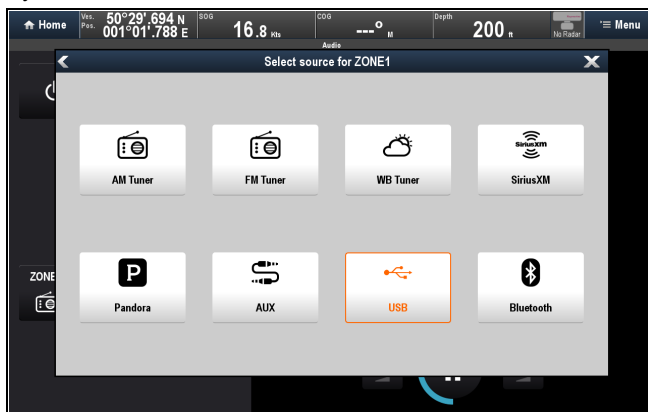 Home
Ves. Pos. 50°29'.694 N
001°01'.788 E
SOG 16.8 Kts
COG ---° M
Depth 200 ft
No Radar
Menu
Audio
Select source for ZONE1
AM Tuner
FM Tuner
WB Tuner
SiriusXM
SiriusXM
Pandora
AUX
USB
Bluetooth
ZONE